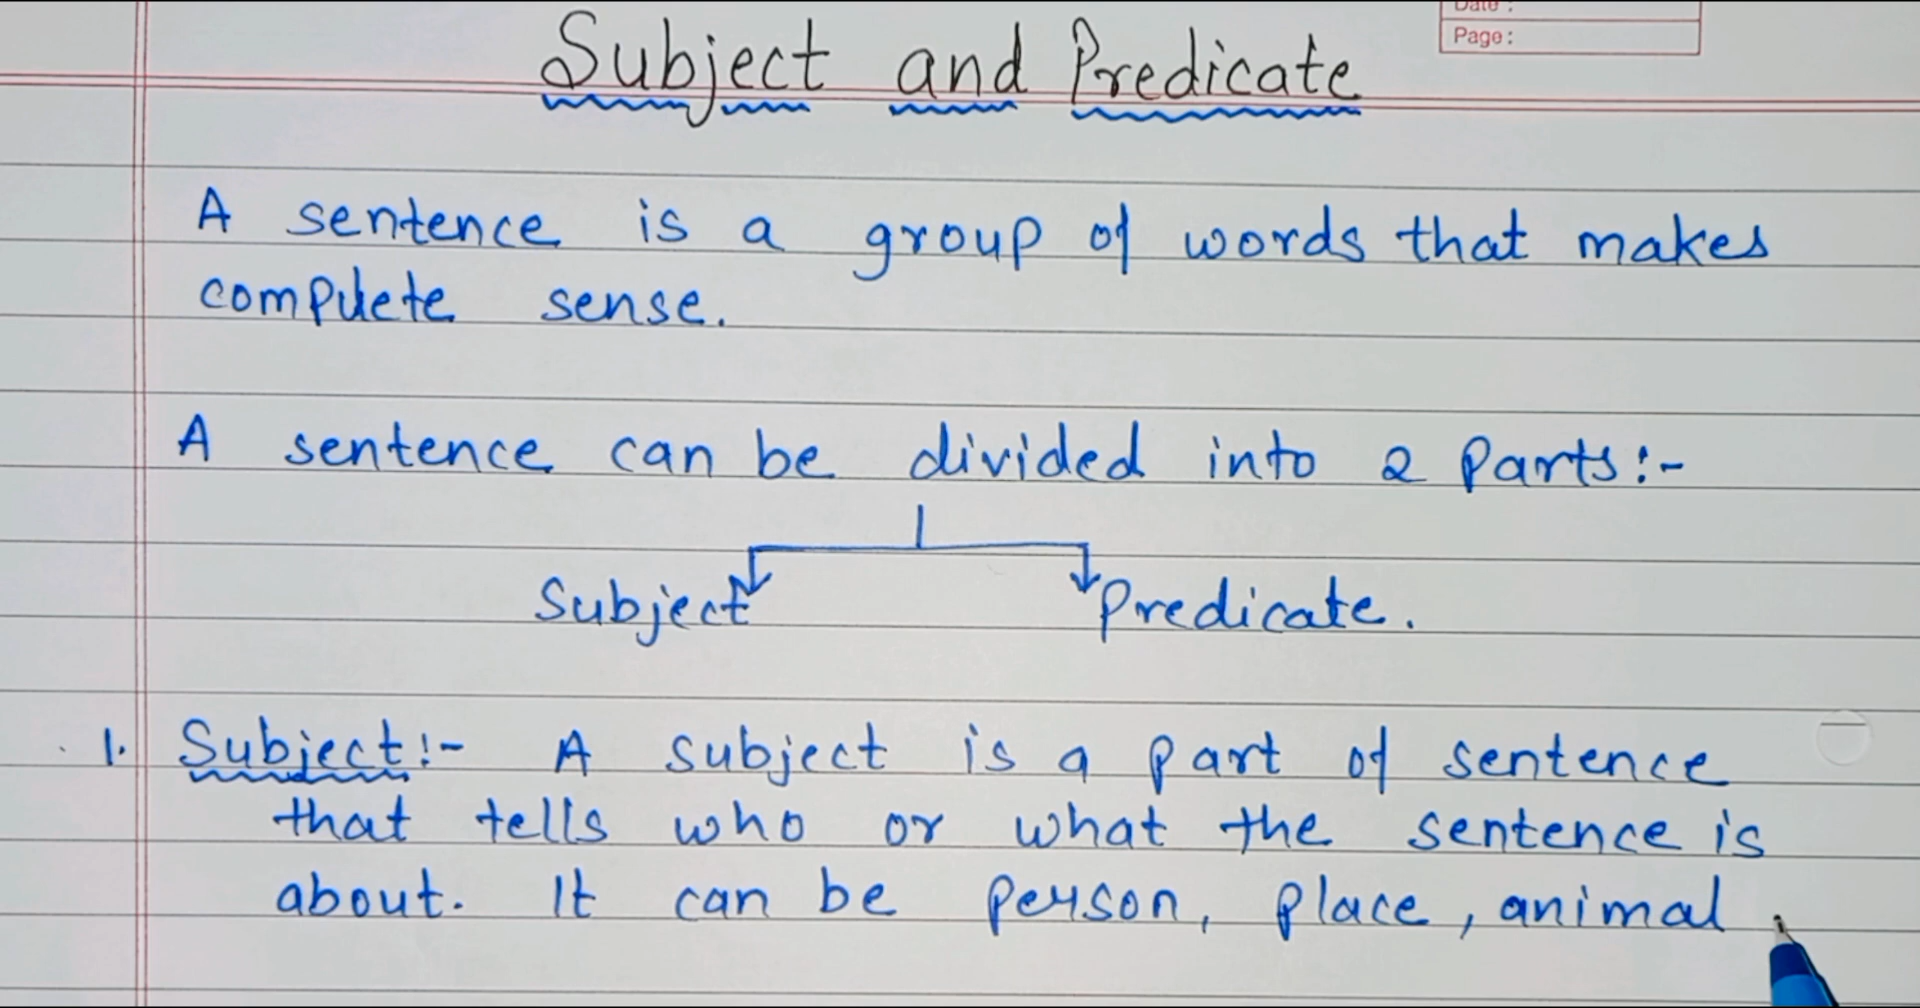 Date :
Page :
Subject and Predicate
A sentence is a group of words that makes
complete sense.
A sentence can be divided into 2 Parts:-
Subject Predicate.
1. Subject:- A subject is a part of sentence
that tells who or what the sentence is
about. It can be person, place, animal